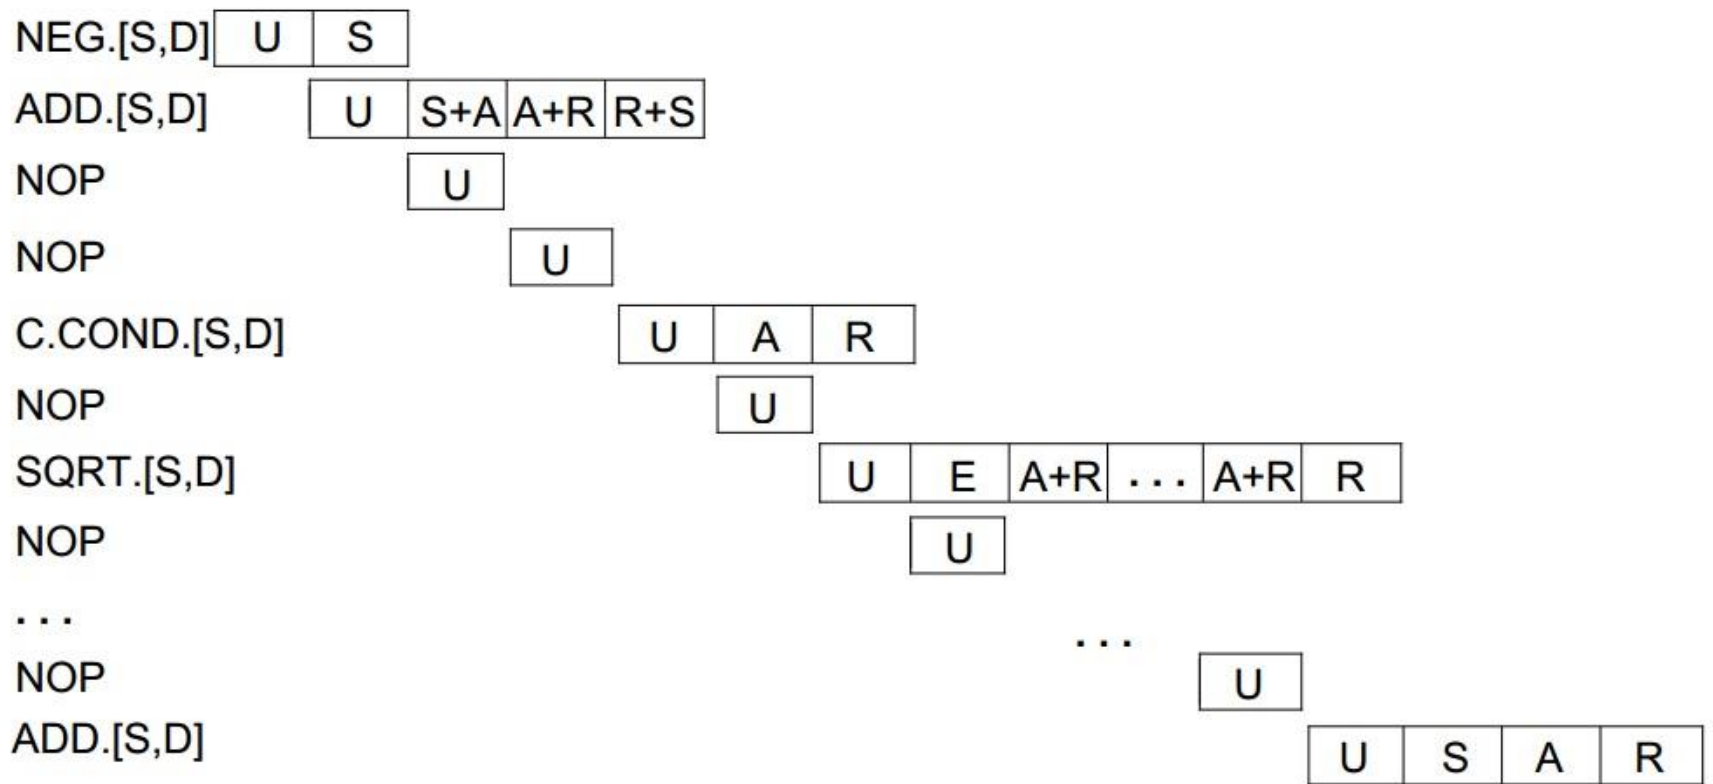 NEG.[S,D] U S
ADD.[S,D] U S+A A+R R+S
NOP U
NOP U
C.COND.[S,D] U A R
NOP U
SQRT.[S,D] U E A+R ... A+R R
NOP U
... ...
NOP U
ADD.[S,D] U S A R